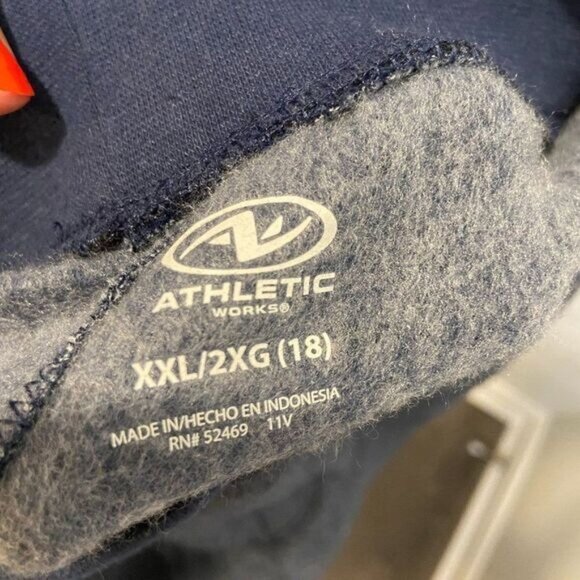 ATHLETIC
WORKS®
XXL/2XG (18)
MADE IN/HECHO EN INDONESIA
RN# 52469 11V